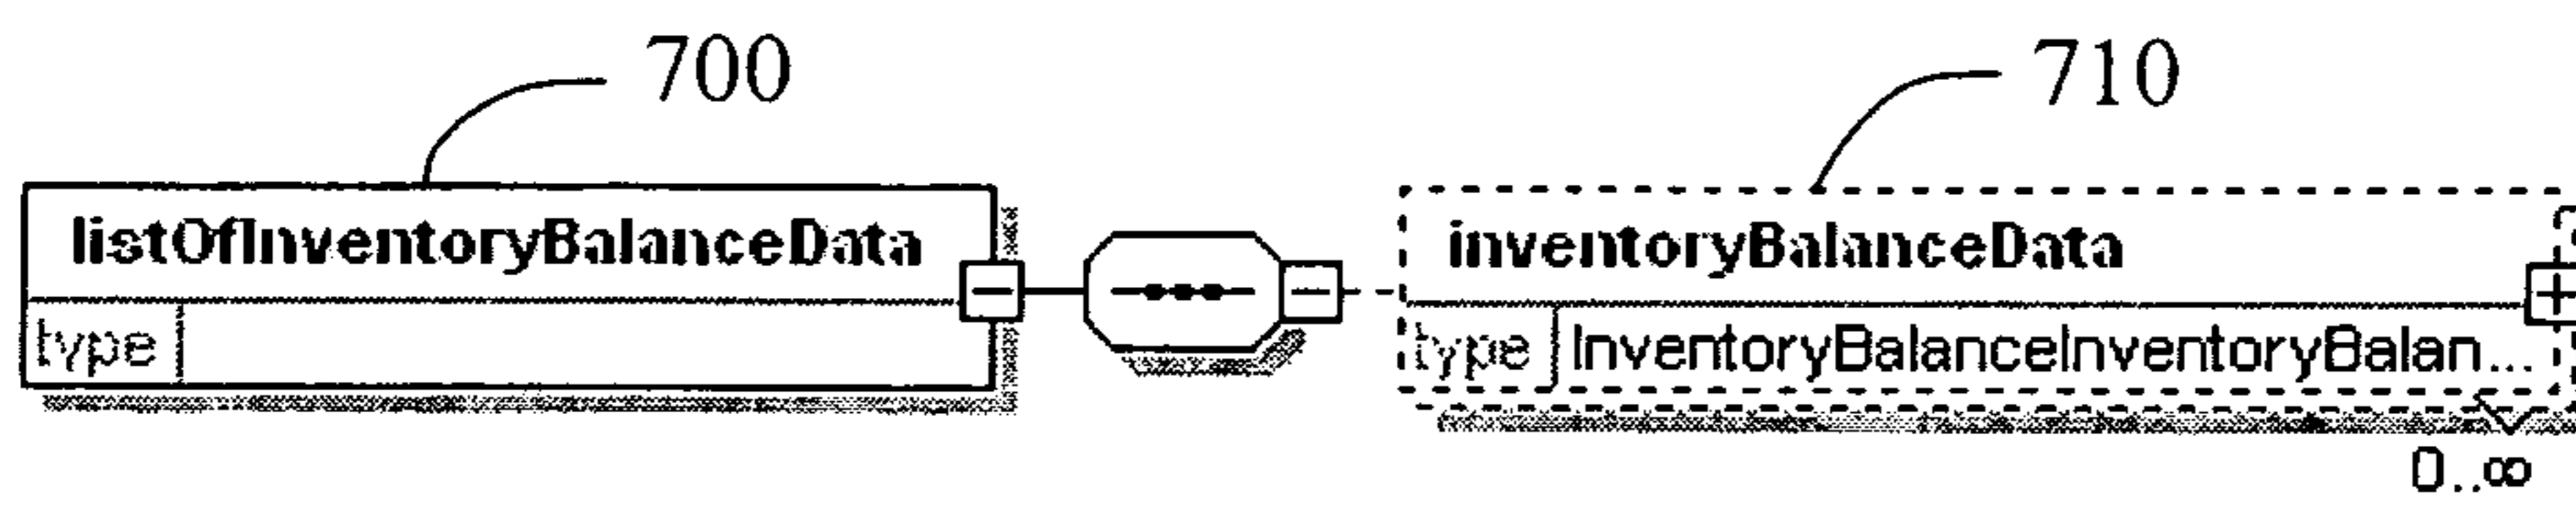 700
710
listOfInventoryBalanceData
inventoryBalanceData
type
type InventoryBalanceInventoryBalan...
0..∞